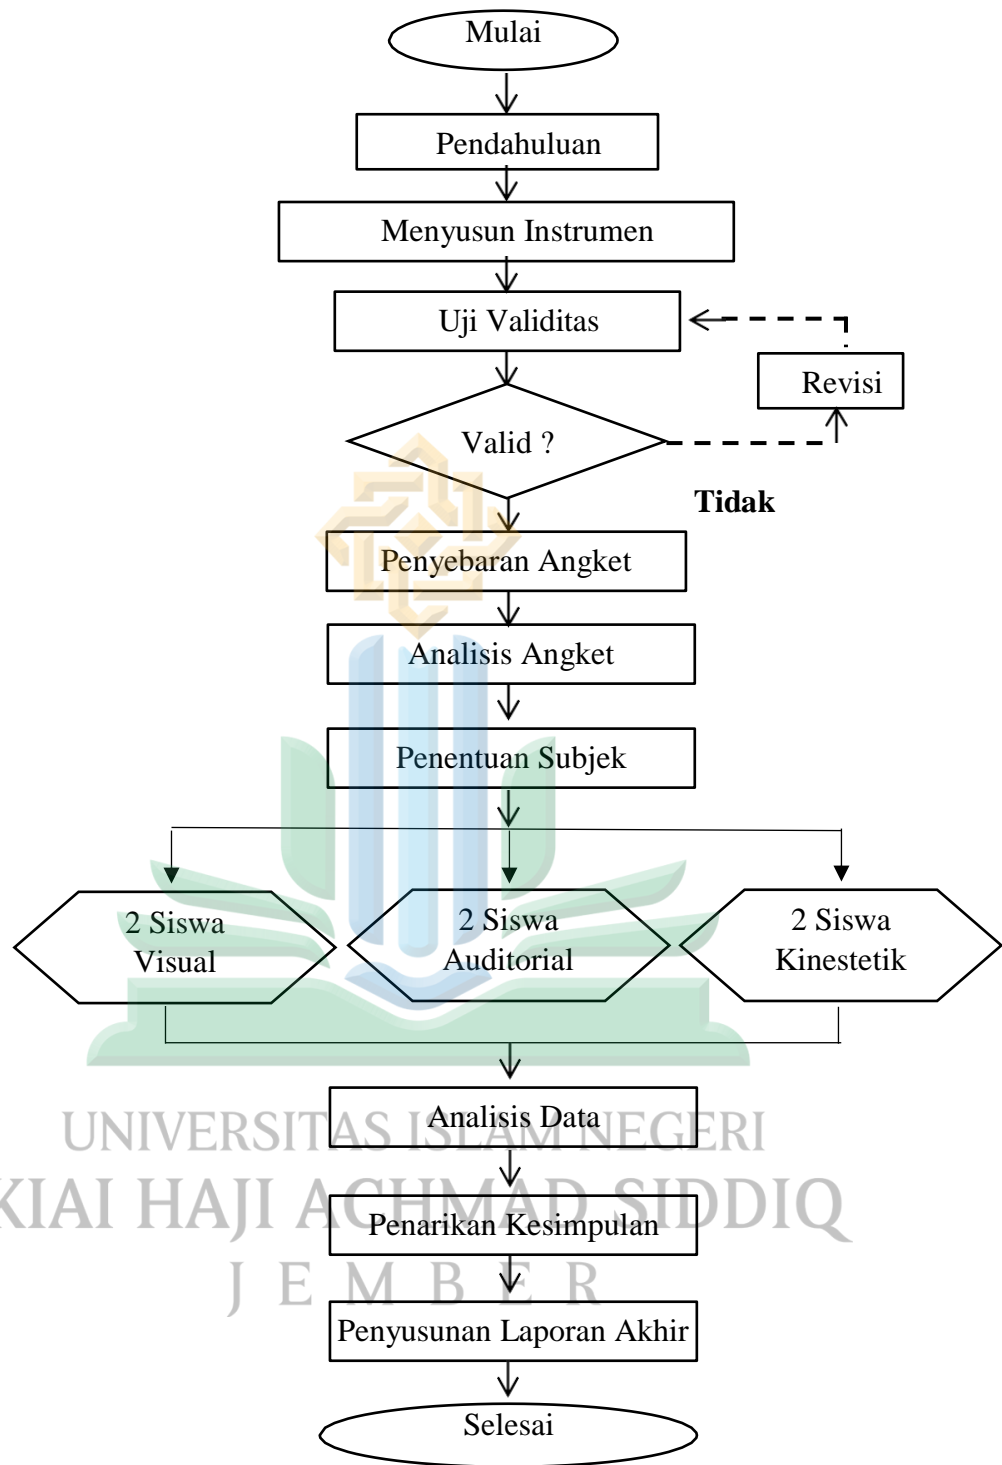 Mulai
Pendahuluan
Menyusun Instrumen
Uji Validitas
Revisi
Valid ?
Tidak
Penyebaran Angket
Analisis Angket
Penentuan Subjek
2 Siswa
Visual
2 Siswa
Auditorial
2 Siswa
Kinestetik
Analisis Data
UNIVERSITAS ISLAM NEGERI
KIAI HAJI ACHMAD SIDDIQ
Penarikan Kesimpulan
JEMBER
Penyusunan Laporan Akhir
Selesai